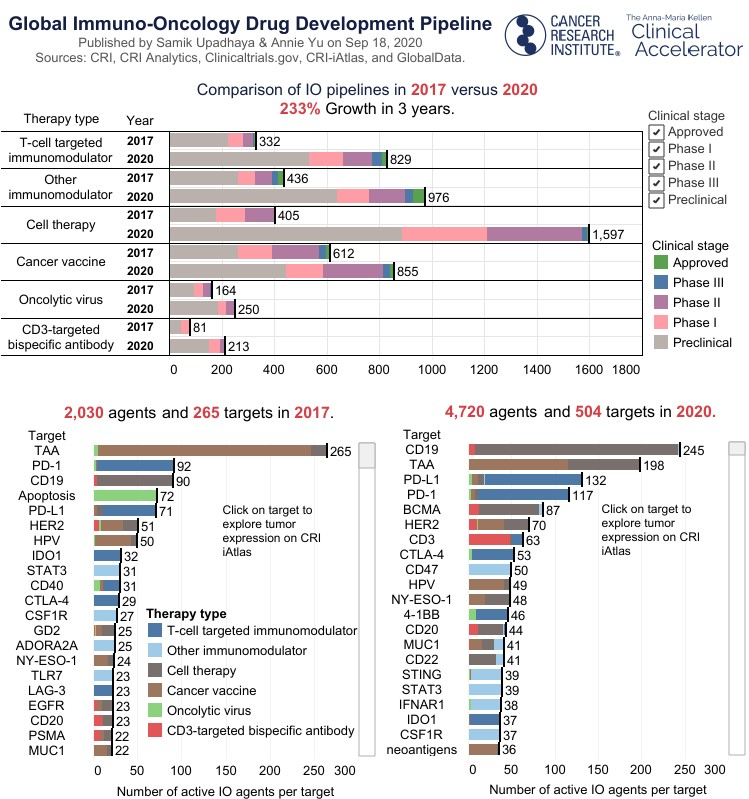 Global Immuno-Oncology Drug Development Pipeline
Published by Samik Upadhaya & Annie Yu on Sep 18, 2020
Sources: CRI, CRI Analytics, Clinicaltrials.gov, CRI-iAtlas, and GlobalData.
CANCER
RESEARCH
INSTITUTE®
The Anna-Maria Kellen
Clinical
Accelerator
Comparison of IO pipelines in 2017 versus 2020
233% Growth in 3 years.
Therapy type Year
T-cell targeted
immunomodulator
2017 332
2020 829
Other
immunomodulator
2017 436
2020 976
Cell therapy
2017 405
2020 1,597
Cancer vaccine
2017 612
2020 855
Oncolytic virus
2017 164
2020 250
CD3-targeted
bispecific antibody
2017 81
2020 213
0 200 400 600 800 1000 1200 1400 1600 1800
Clinical stage
Approved
Phase I
Phase II
Phase III
Preclinical
Clinical stage
Approved
Phase III
Phase II
Phase I
Preclinical
2,030 agents and 265 targets in 2017.
Target
TAA 265
PD-1 92
CD19 90
Apoptosis 72
PD-L1 71
HER2 51
HPV 50
IDO1 32
STAT3 31
CD40 31
CTLA-4 29
CSF1R 27
GD2 25
ADORA2A 25
NY-ESO-1 24
TLR7 23
LAG-3 23
EGFR 23
CD20 23
PSMA 22
MUC1 22
0 50 100 150 200 250 300
Number of active IO agents per target
Click on target to
explore tumor
expression on CRI
iAtlas
Therapy type
T-cell targeted immunomodulator
Other immunomodulator
Cell therapy
Cancer vaccine
Oncolytic virus
CD3-targeted bispecific antibody
4,720 agents and 504 targets in 2020.
Target
CD19 245
TAA 198
PD-L1 132
PD-1 117
BCMA 87
HER2 70
CD3 63
CTLA-4 53
CD47 50
HPV 49
NY-ESO-1 48
4-1BB 46
CD20 44
MUC1 41
CD22 41
STING 39
STAT3 39
IFNAR1 38
IDO1 37
CSF1R 37
neoantigens 36
0 50 100 150 200 250 300
Number of active IO agents per target
Click on target to
explore tumor
expression on CRI
iAtlas